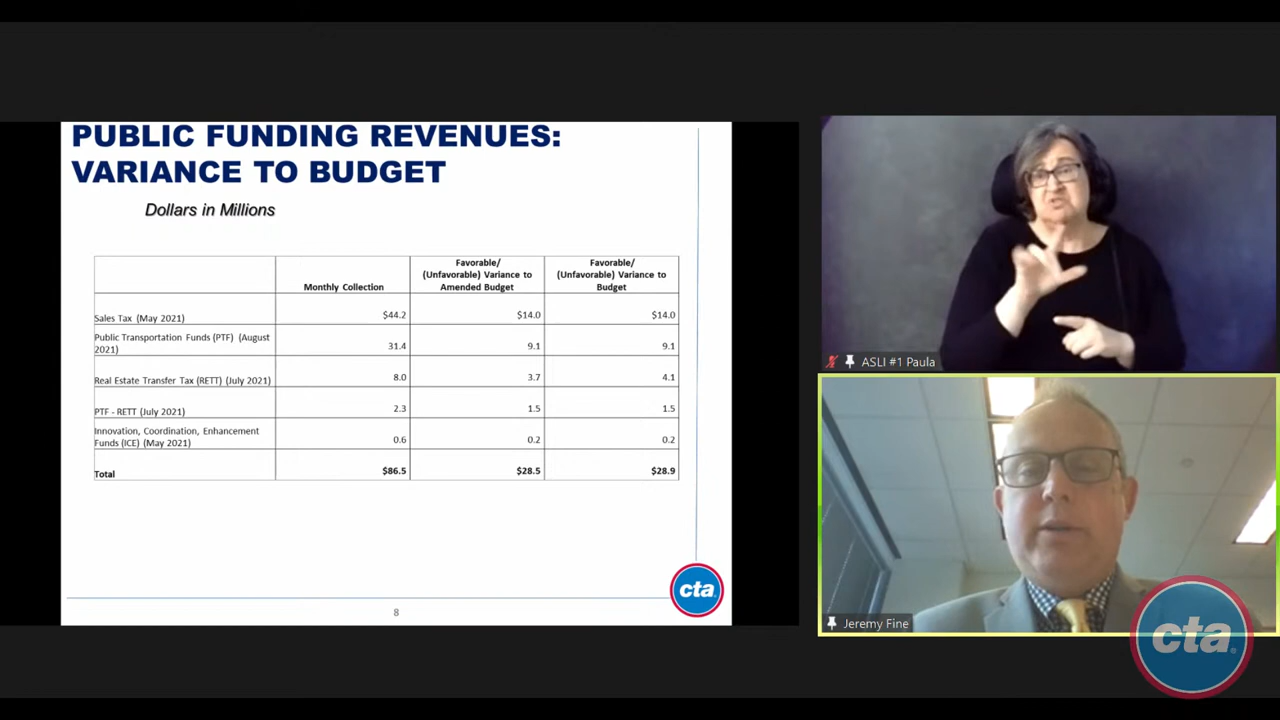 PUBLIC FUNDING REVENUES:
VARIANCE TO BUDGET
Dollars in Millions
Monthly Collection
Favorable/
(Unfavorable) Variance to
Amended Budget
Favorable/
(Unfavorable) Variance to
Budget
Sales Tax (May 2021) $44.2 $14.0 $14.0
Public Transportation Funds (PTF) (August
2021) 31.4 9.1 9.1
Real Estate Transfer Tax (RETT) (July 2021) 8.0 3.7 4.1
PTF - RETT (July 2021) 2.3 1.5 1.5
Innovation, Coordination, Enhancement
Funds (ICE) (May 2021) 0.6 0.2 0.2
Total $86.5 $28.5 $28.9
cta
8
ASLI #1 Paula
Jeremy Fine
cta®